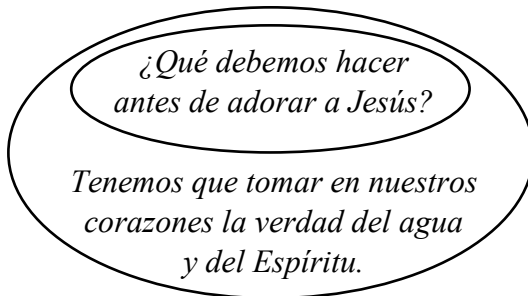 ¿Qué debemos hacer
antes de adorar a Jesús?
Tenemos que tomar en nuestros
corazones la verdad del agua
y del Espíritu.